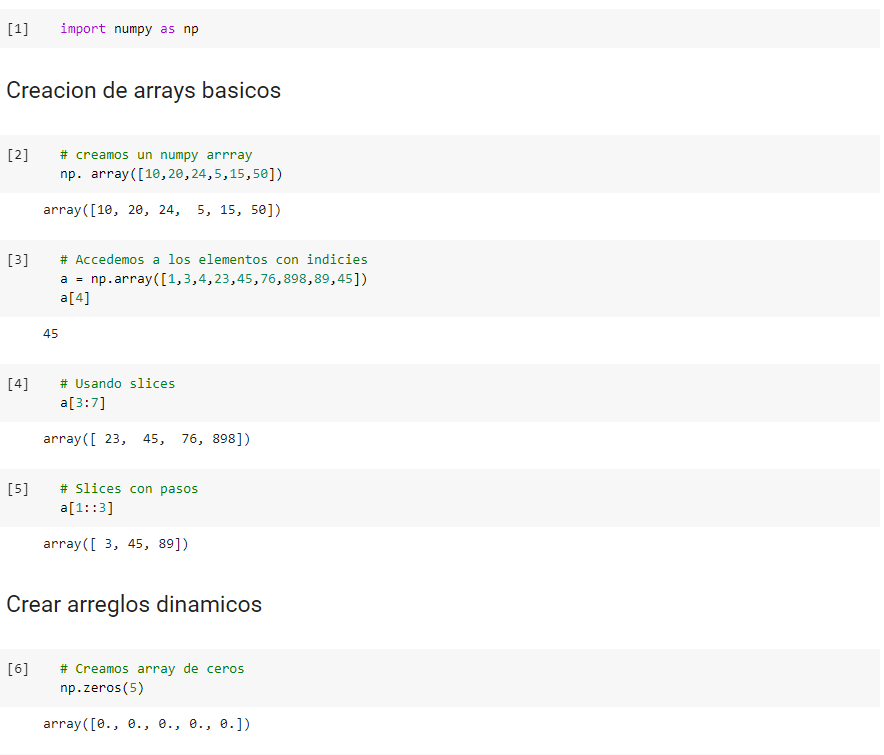 [1] import numpy as np
Creacion de arrays basicos
[2] # creamos un numpy arrray
np. array([10,20,24,5,15,50])
array([10, 20, 24,  5, 15, 50])
[3] # Accedemos a los elementos con indicies
a = np.array([1,3,4,23,45,76,898,89,45])
a[4]
45
[4] # Usando slices
a[3:7]
array([ 23,  45,  76, 898])
[5] # Slices con pasos
a[1::3]
array([ 3, 45, 89])
Crear arreglos dinamicos
[6] # Creamos array de ceros
np.zeros(5)
array([0., 0., 0., 0., 0.])